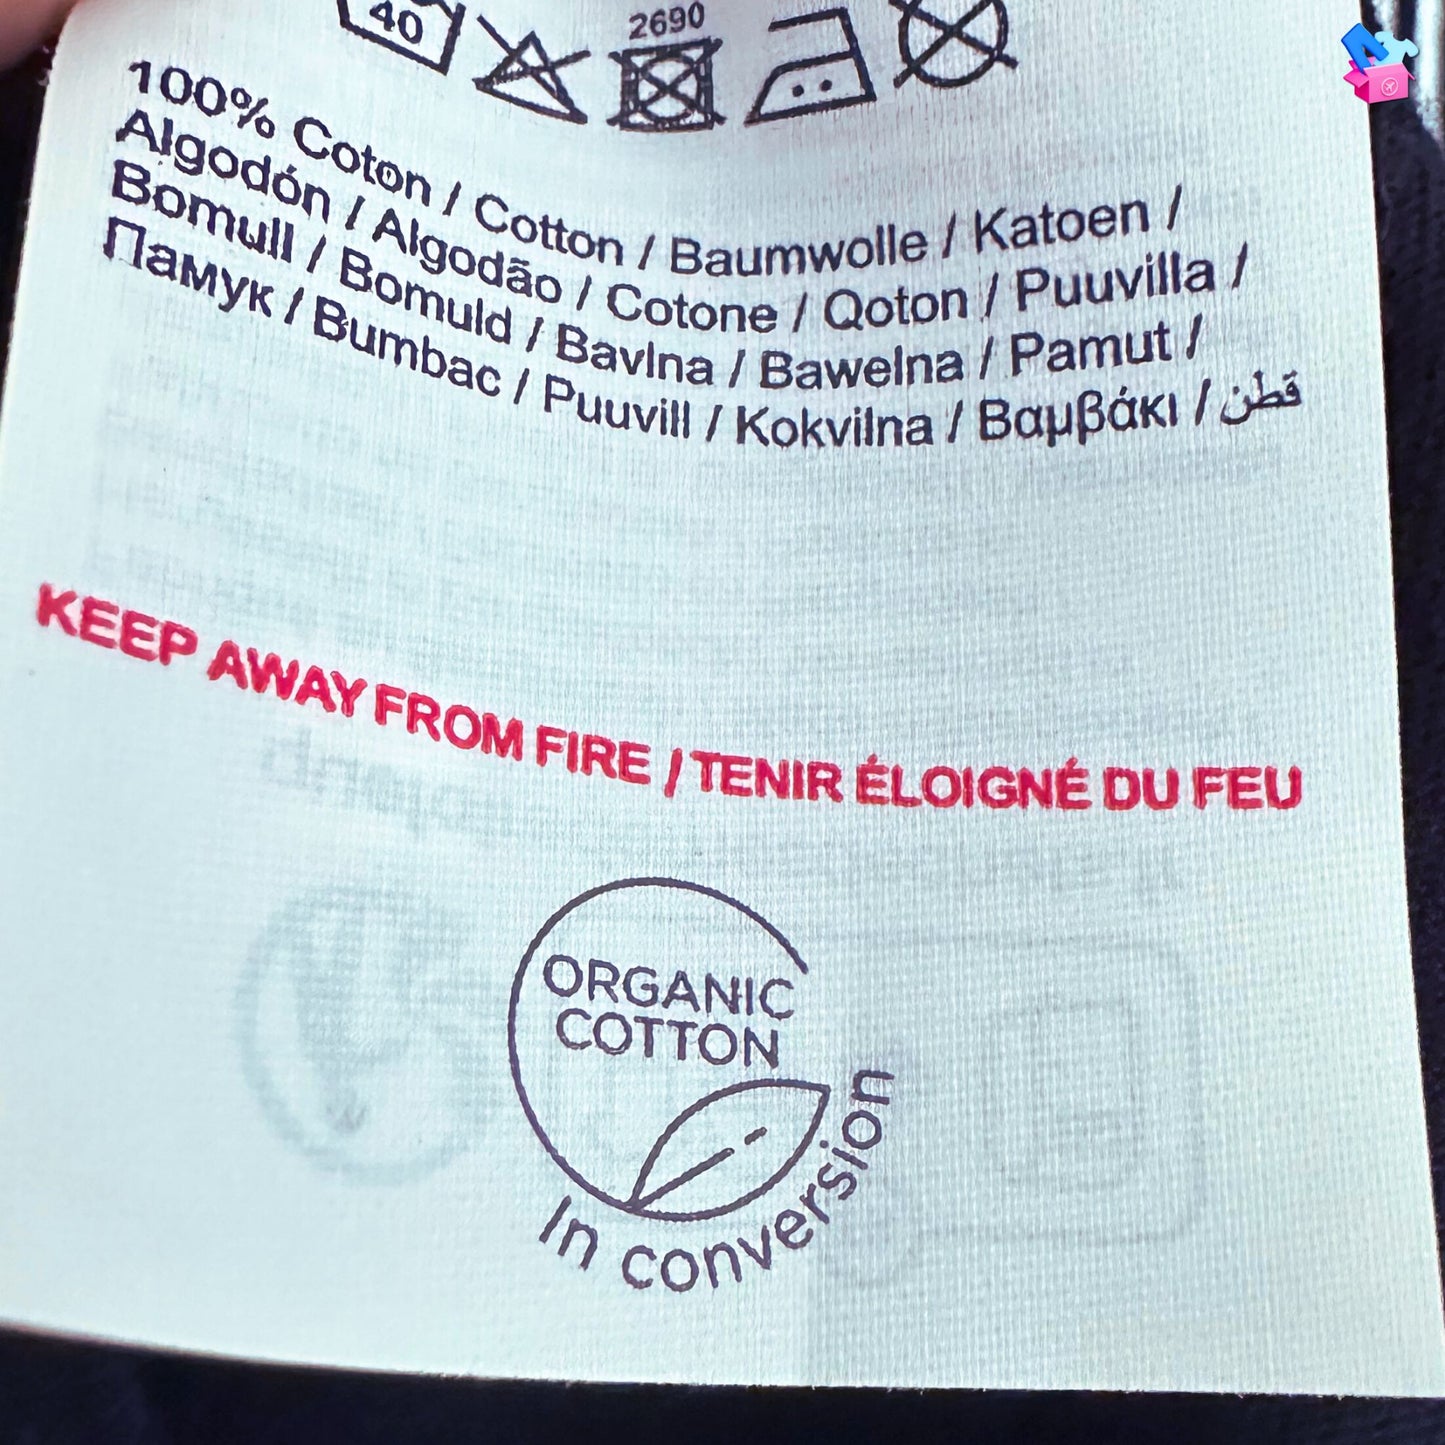 40
2690
100% Coton / Cotton / Baumwolle / Katoen /
Algodón / Algodão / Cotone / Qoton / Puuvilla /
Bomull / Bomuld / Bavlna / Bawelna / Pamut /
Памук / Bumbac / Puuvill / Kokvilna / Βαμβάκι / قطن
KEEP AWAY FROM FIRE / TENIR ÉLOIGNÉ DU FEU
ORGANIC
COTTON
In conversion